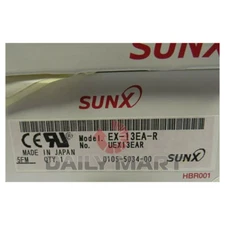 SUNX
Model. EX-13EA-R
No. UEX13EAR
MADE IN JAPAN
SEM QTY 1 0105-5034-00 SUNX
DAILY MART
HBR001